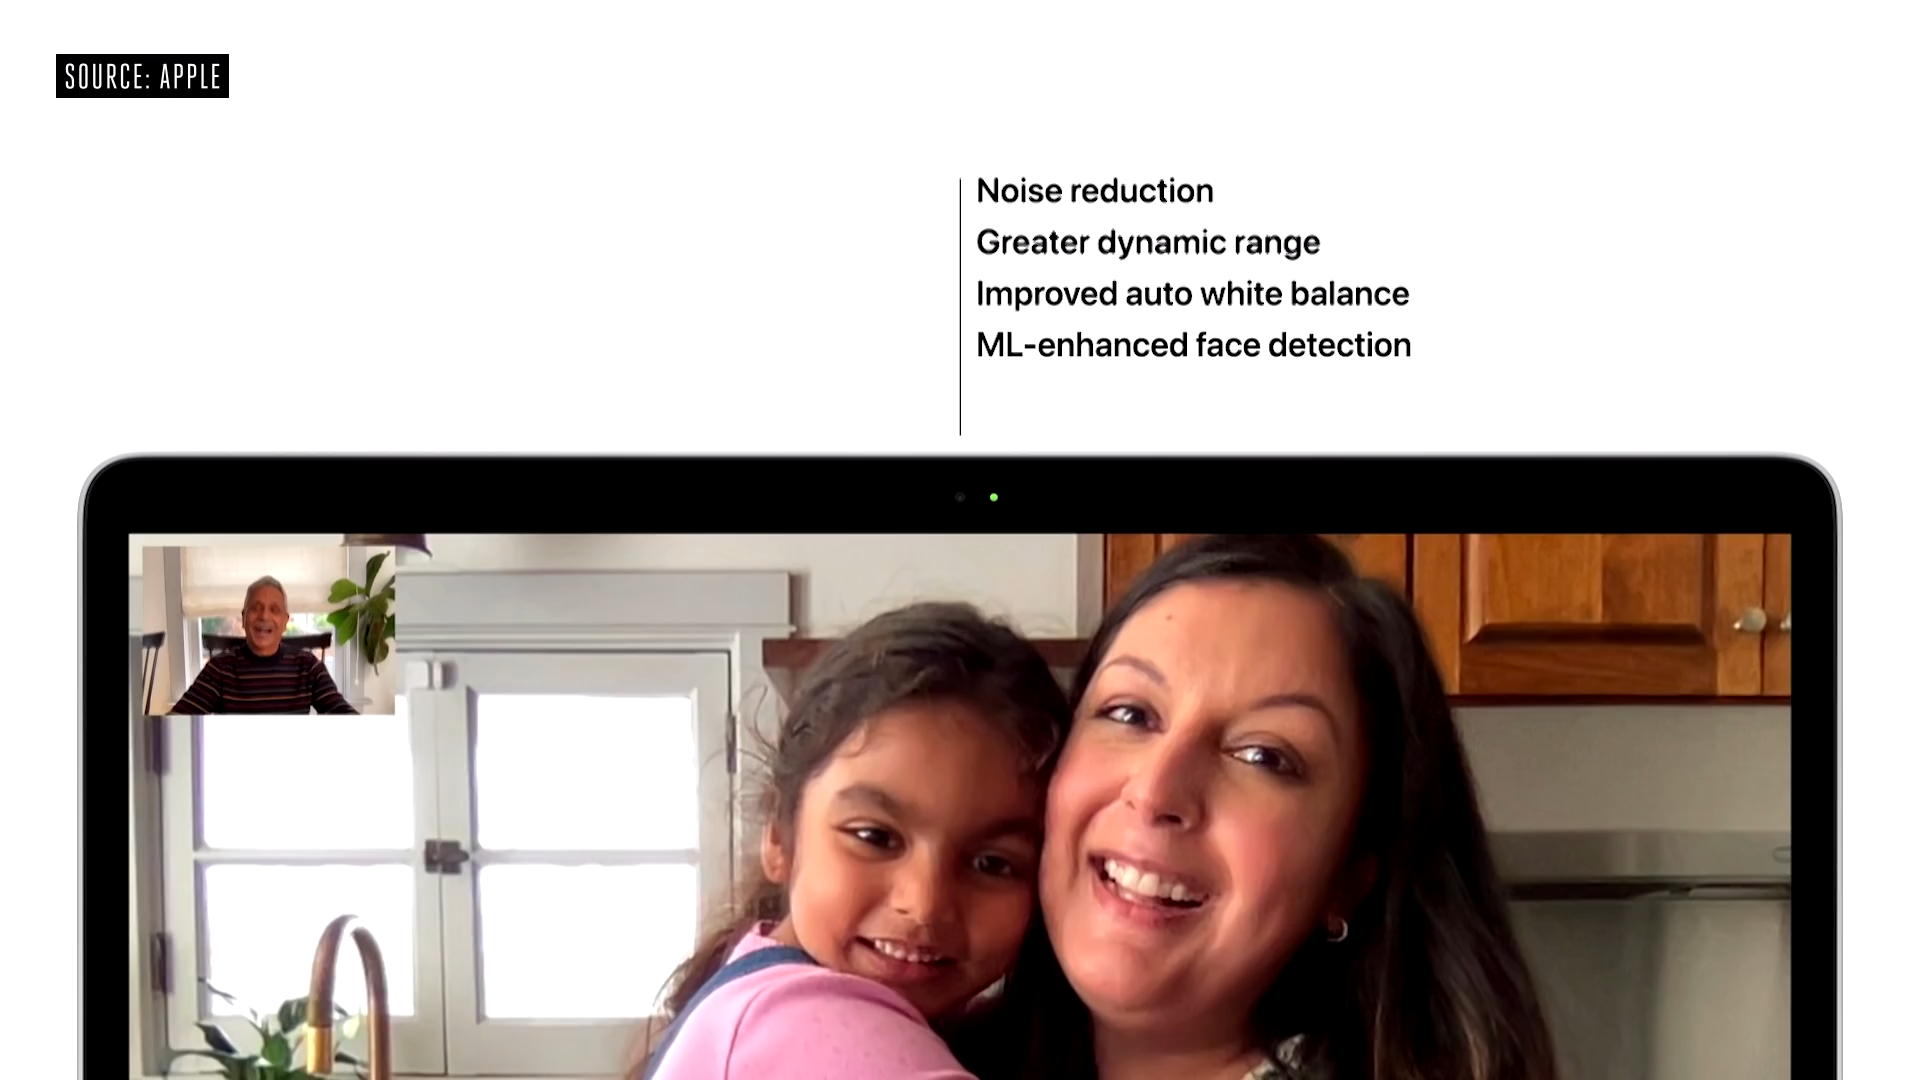 SOURCE: APPLE
Noise reduction
Greater dynamic range
Improved auto white balance
ML-enhanced face detection